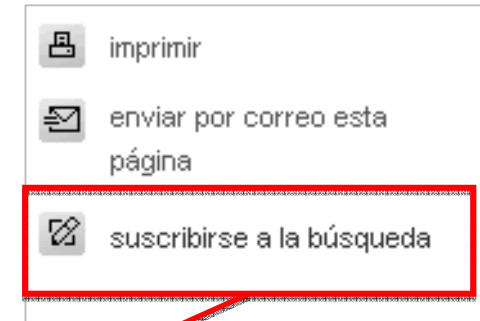 imprimir
enviar por correo esta
página
suscribirse a la búsqueda